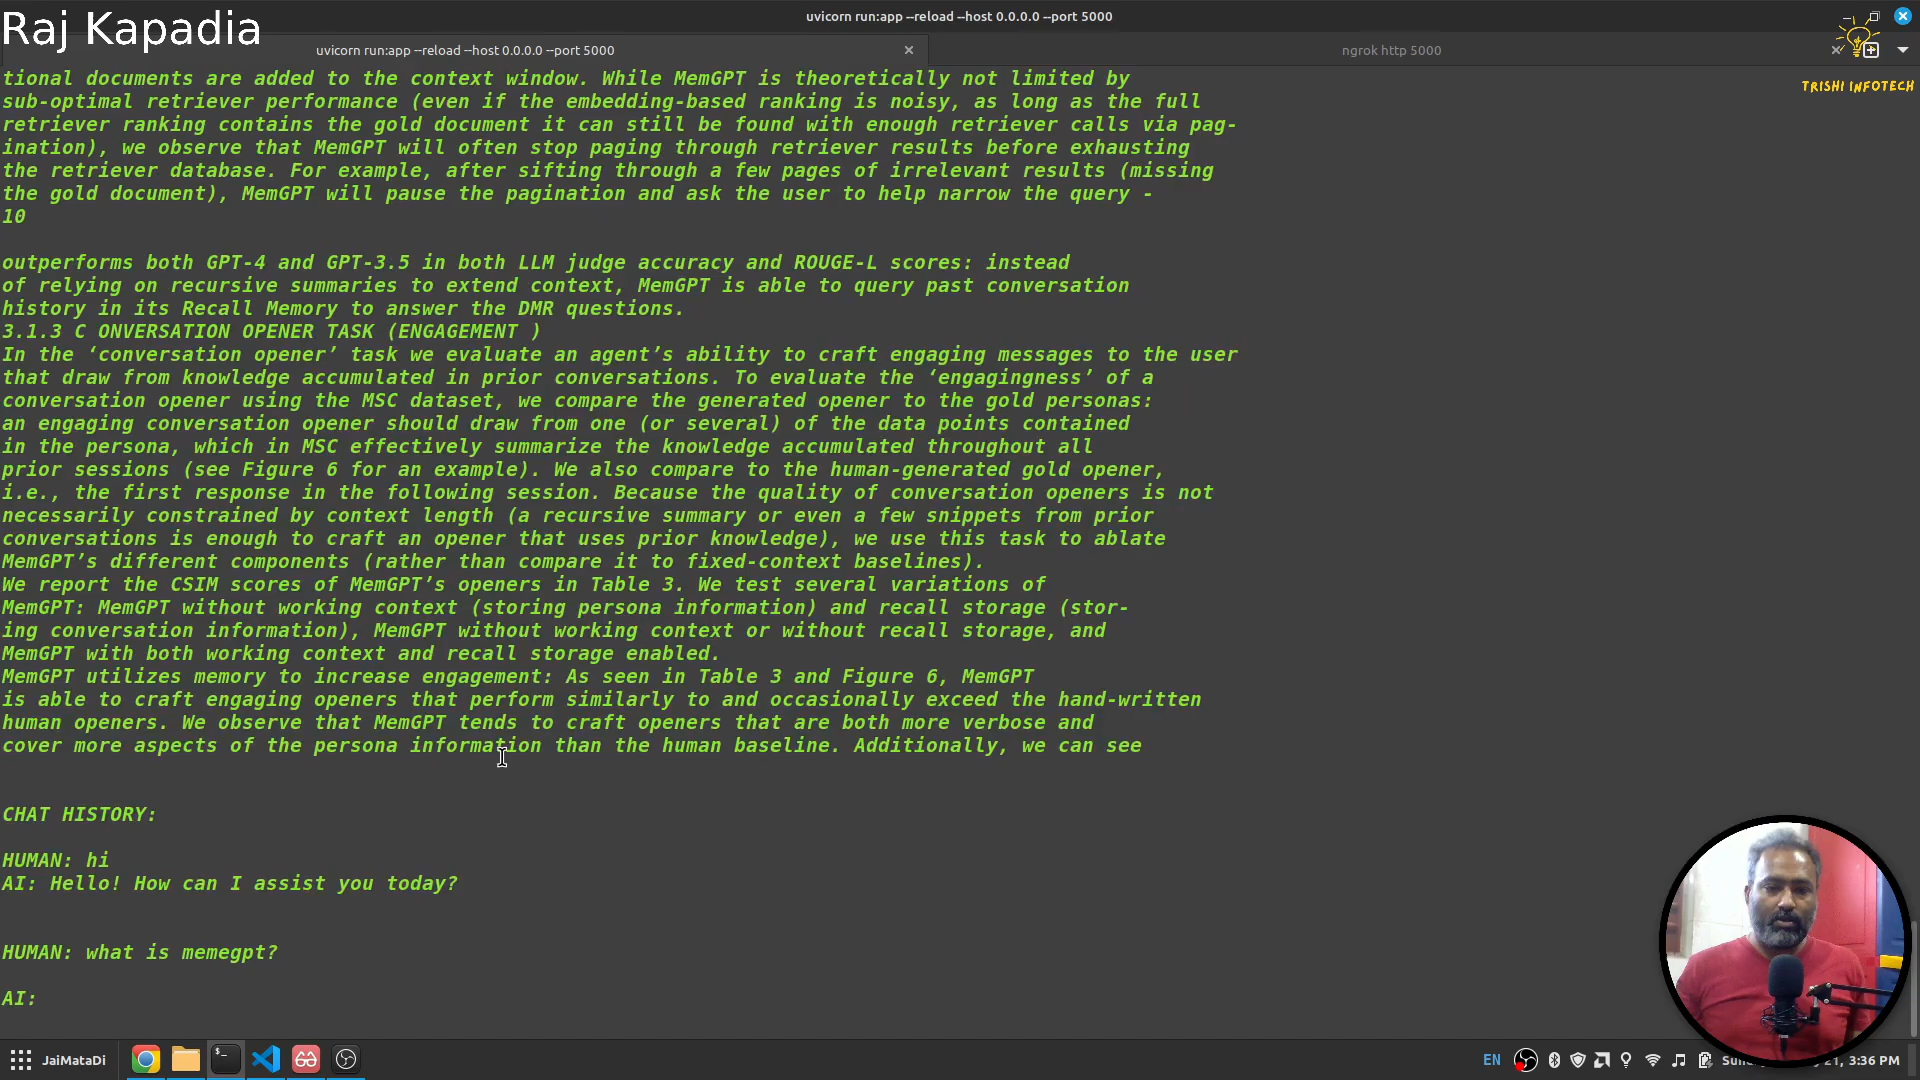 Raj Kapadia
uvicorn run:app --reload --host 0.0.0.0 --port 5000
uvicorn run:app --reload --host 0.0.0.0 --port 5000
ngrok http 5000
TRISHI INFOTECH
tional documents are added to the context window. While MemGPT is theoretically not limited by
sub-optimal retriever performance (even if the embedding-based ranking is noisy, as long as the full
retriever ranking contains the gold document it can still be found with enough retriever calls via pag-
ination), we observe that MemGPT will often stop paging through retriever results before exhausting
the retriever database. For example, after sifting through a few pages of irrelevant results (missing
the gold document), MemGPT will pause the pagination and ask the user to help narrow the query -
10
outperforms both GPT-4 and GPT-3.5 in both LLM judge accuracy and ROUGE-L scores: instead
of relying on recursive summaries to extend context, MemGPT is able to query past conversation
history in its Recall Memory to answer the DMR questions.
3.1.3 C ONVERSATION OPENER TASK (ENGAGEMENT )
In the ‘conversation opener’ task we evaluate an agent’s ability to craft engaging messages to the user
that draw from knowledge accumulated in prior conversations. To evaluate the ‘engagingness’ of a
conversation opener using the MSC dataset, we compare the generated opener to the gold personas:
an engaging conversation opener should draw from one (or several) of the data points contained
in the persona, which in MSC effectively summarize the knowledge accumulated throughout all
prior sessions (see Figure 6 for an example). We also compare to the human-generated gold opener,
i.e., the first response in the following session. Because the quality of conversation openers is not
necessarily constrained by context length (a recursive summary or even a few snippets from prior
conversations is enough to craft an opener that uses prior knowledge), we use this task to ablate
MemGPT’s different components (rather than compare it to fixed-context baselines).
We report the CSIM scores of MemGPT’s openers in Table 3. We test several variations of
MemGPT: MemGPT without working context (storing persona information) and recall storage (stor-
ing conversation information), MemGPT without working context or without recall storage, and
MemGPT with both working context and recall storage enabled.
MemGPT utilizes memory to increase engagement: As seen in Table 3 and Figure 6, MemGPT
is able to craft engaging openers that perform similarly to and occasionally exceed the hand-written
human openers. We observe that MemGPT tends to craft openers that are both more verbose and
cover more aspects of the persona information than the human baseline. Additionally, we can see
CHAT HISTORY:
HUMAN: hi
AI: Hello! How can I assist you today?
HUMAN: what is memegpt?
AI:
JaiMataDi
EN
21, 3:36 PM